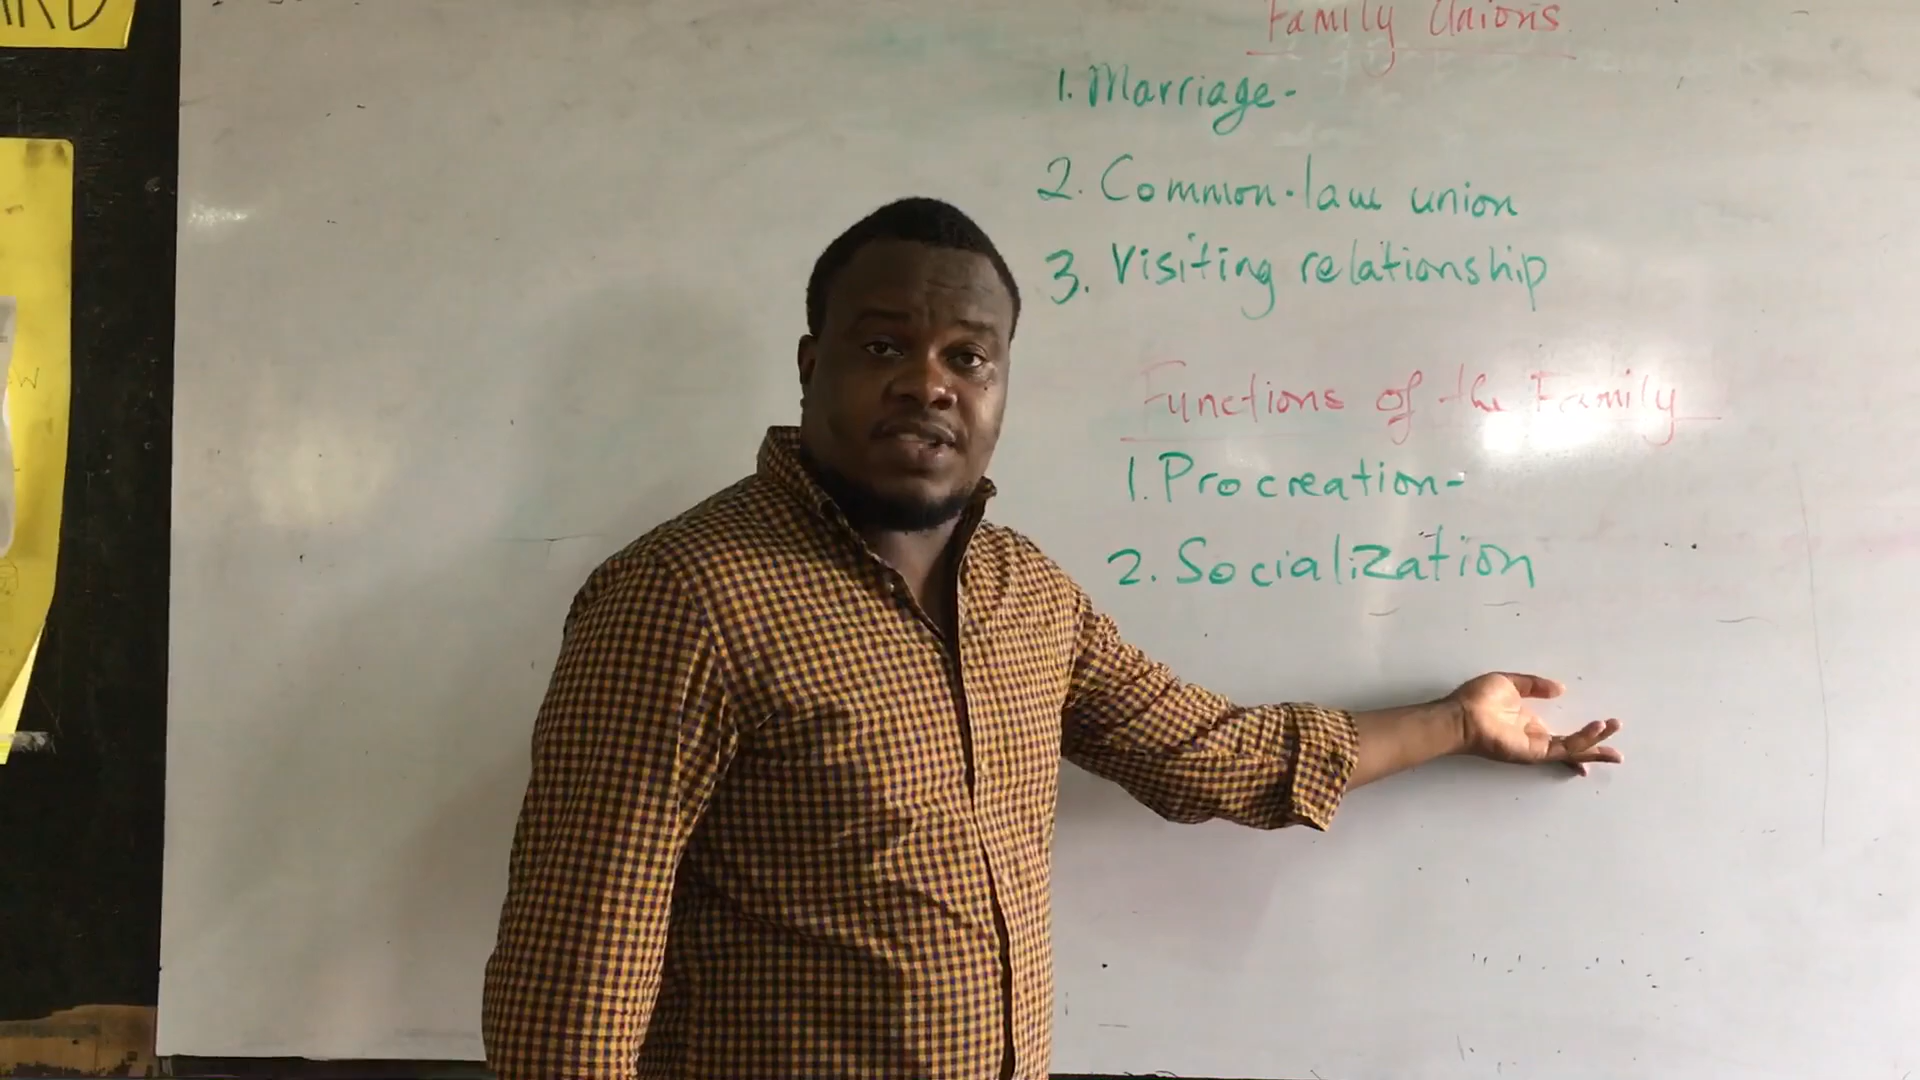 Family Unions
1. Marriage-
2. Common-law union
3. Visiting relationship
Functions of the Family
1. Procreation-
2. Socialization